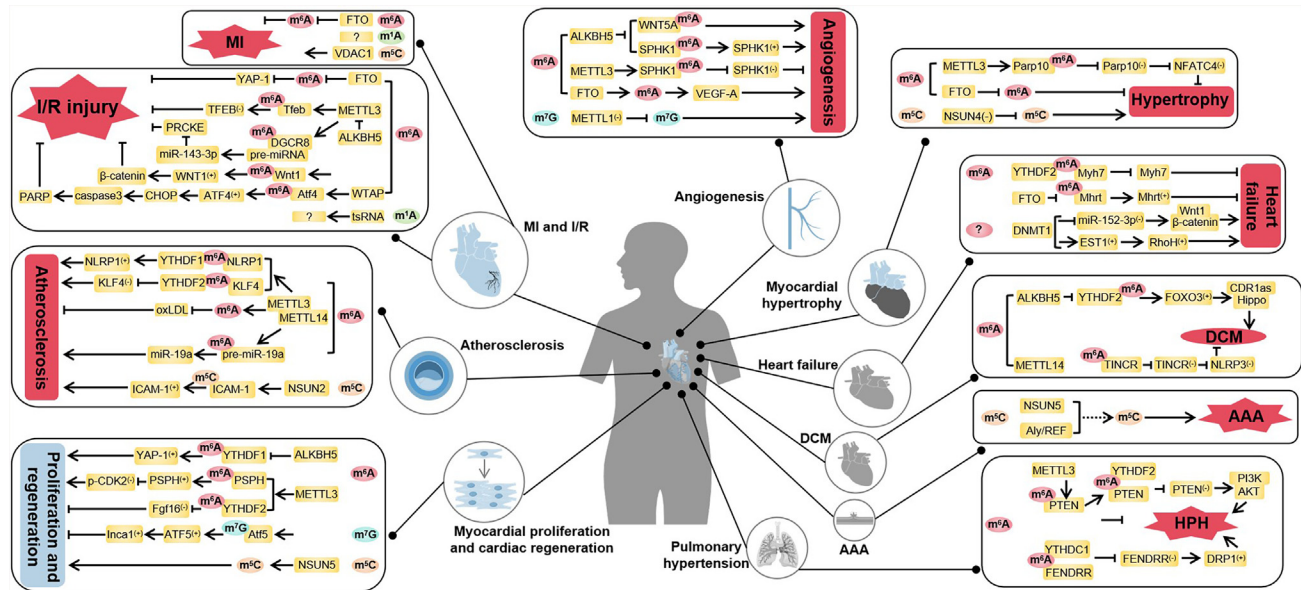 m⁶A FTO m⁶A
? m¹A
MI VDAC1 m⁵C
I/R injury
YAP-1 m⁶A FTO
TFEB(-) m⁶A Tfeb METTL3
PRCKE ALKBH5 m⁶A
m⁶A DGCR8
miR-143-3p pre-miRNA
β-catenin WNT1(+) m⁶A Wnt1
PARP caspase3 CHOP ATF4(+) m⁶A Atf4 WTAP
? tsRNA m¹A
MI and I/R
Atherosclerosis
NLRP1(+) YTHDF1 m⁶A NLRP1
KLF4(-) YTHDF2 m⁶A KLF4
oxLDL m⁶A METTL3
METTL14 m⁶A
m⁶A
miR-19a pre-miR-19a
m⁵C
ICAM-1(+) ICAM-1 NSUN2 m⁵C
Atherosclerosis
Proliferation and
regeneration
YAP-1(+) m⁶A YTHDF1 ALKBH5
m⁶A
p-CDK2(-) PSPH(+) m⁶A PSPH
METTL3
Fgf16(-) m⁶A YTHDF2
Inca1(+) ATF5(+) m⁷G Atf5 m⁷G
m⁵C NSUN5 m⁵C
Myocardial proliferation
and cardiac regeneration
m⁶A
ALKBH5 WNT5A m⁶A
SPHK1 m⁶A SPHK1(+)
METTL3 SPHK1 m⁶A SPHK1(-)
FTO m⁶A VEGF-A
m⁷G METTL1(-) m⁷G
Angiogenesis
Angiogenesis
m⁶A METTL3 Parp10 m⁶A Parp10(-) NFATC4(-)
FTO m⁶A
m⁵C NSUN4(-) m⁵C
Hypertrophy
Myocardial
hypertrophy
m⁶A YTHDF2 m⁶A Myh7 Myh7
FTO m⁶A Mhrt Mhrt(+)
? DNMT1 miR-152-3p(-) Wnt1
β-catenin
EST1(+) RhoH(+)
Heart
failure
Heart failure
m⁶A
ALKBH5 YTHDF2 m⁶A FOXO3(+) CDR1as
Hippo
DCM
METTL14 m⁶A TINCR TINCR(-) NLRP3(-)
DCM
m⁵C NSUN5
Aly/REF
m⁵C AAA
AAA
m⁶A
METTL3 YTHDF2
m⁶A PTEN m⁶A PTEN PTEN(-) PI3K
AKT
HPH
YTHDC1
m⁶A FENDRR FENDRR(-) DRP1(+)
Pulmonary
hypertension